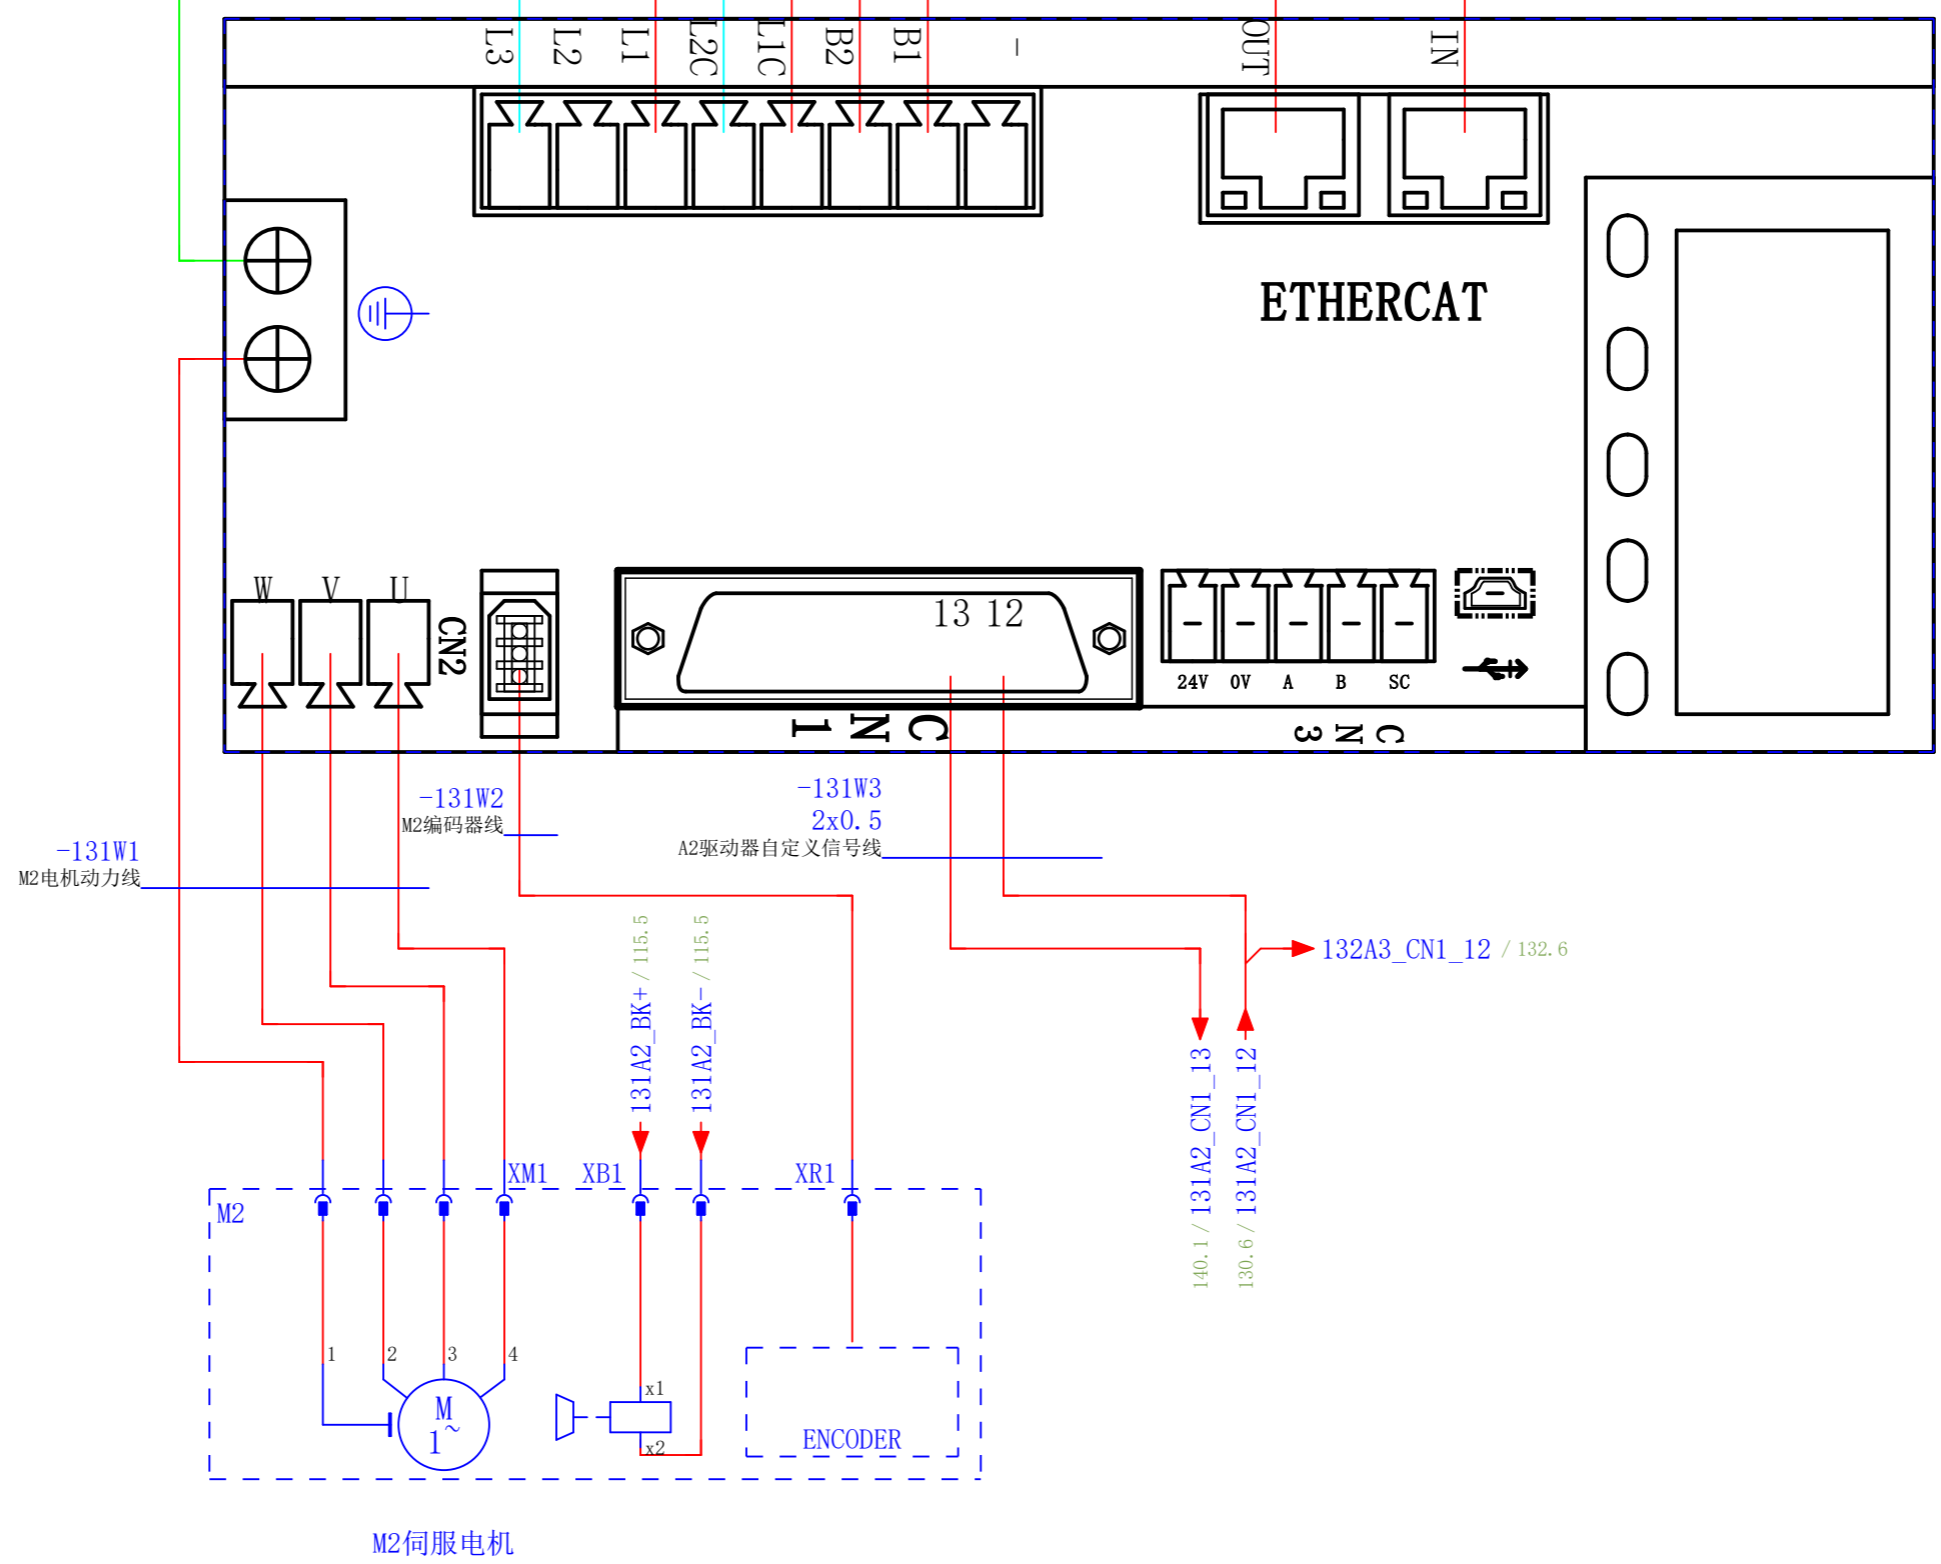 L3
L2
L1
L2C
L1C
B2
B1
-
OUT
IN
ETHERCAT
W
V
U
CN2
13 12
24V
0V
A
B
SC
CN1
CN3
-131W1
M2电机动力线
-131W2
M2编码器线
-131W3
2x0.5
A2驱动器自定义信号线
131A2_BK+ / 115.5
131A2_BK- / 115.5
132A3_CN1_12 / 132.6
140.1 / 131A2_CN1_13
130.6 / 131A2_CN1_12
M2
XM1
XB1
XR1
1
2
3
4
M
1~
x1
x2
ENCODER
M2伺服电机